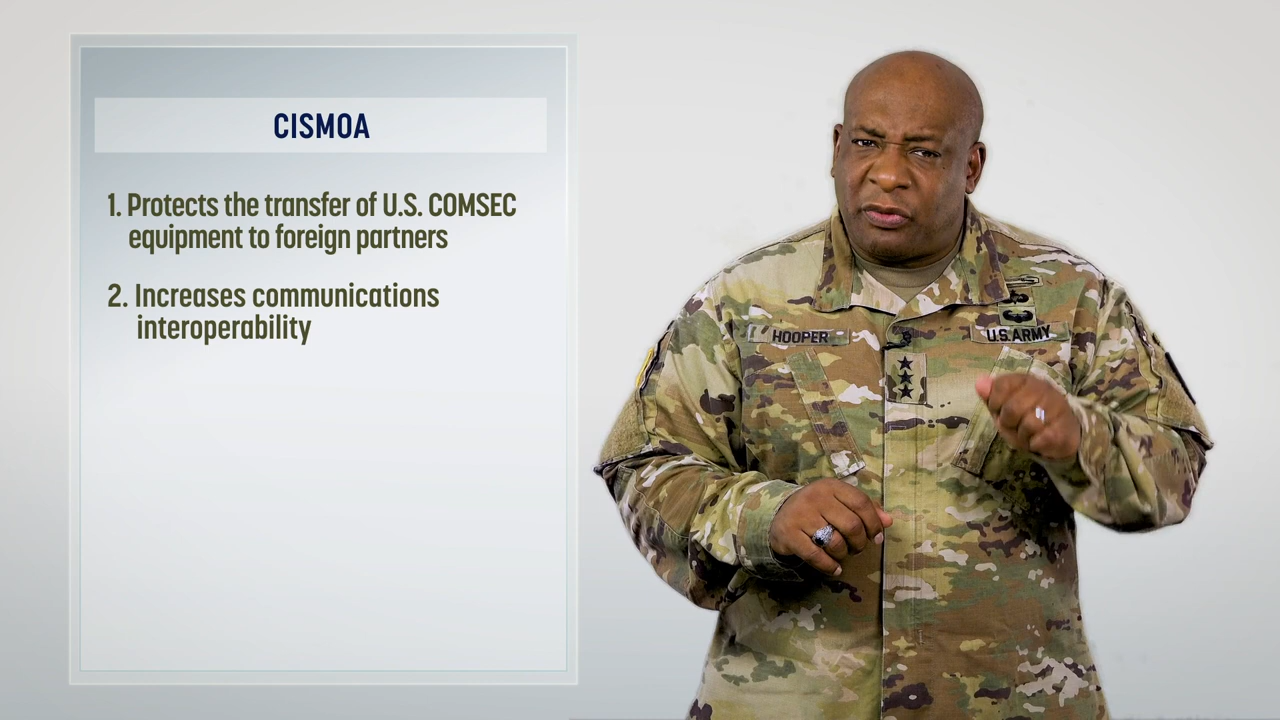 CISMOA
1. Protects the transfer of U.S. COMSEC
equipment to foreign partners
2. Increases communications
interoperability
HOOPER
U.S. ARMY